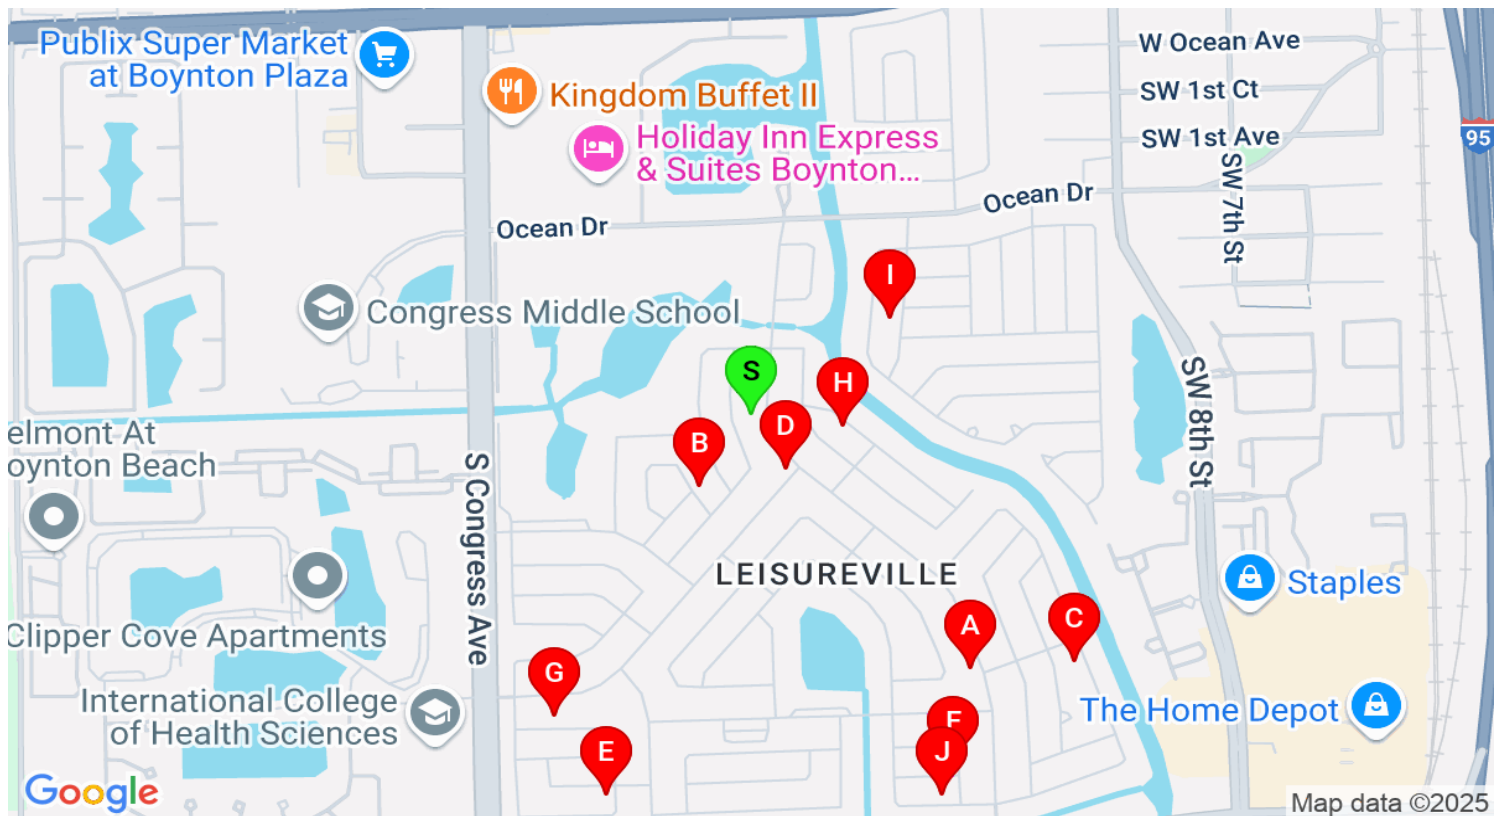 W Ocean Ave
Publix Super Market
at Boynton Plaza
Kingdom Buffet II
SW 1st Ct
Holiday Inn Express
& Suites Boynton...
SW 1st Ave
95
SW 7th St
Ocean Dr
Ocean Dr
I
Congress Middle School
S
H
SW 8th St
D
B
elmont At
oynton Beach
S Congress Ave
LEISUREVILLE
Staples
A
C
Clipper Cove Apartments
G
International College
of Health Sciences
The Home Depot
F
E
J
Google
Map data ©2025